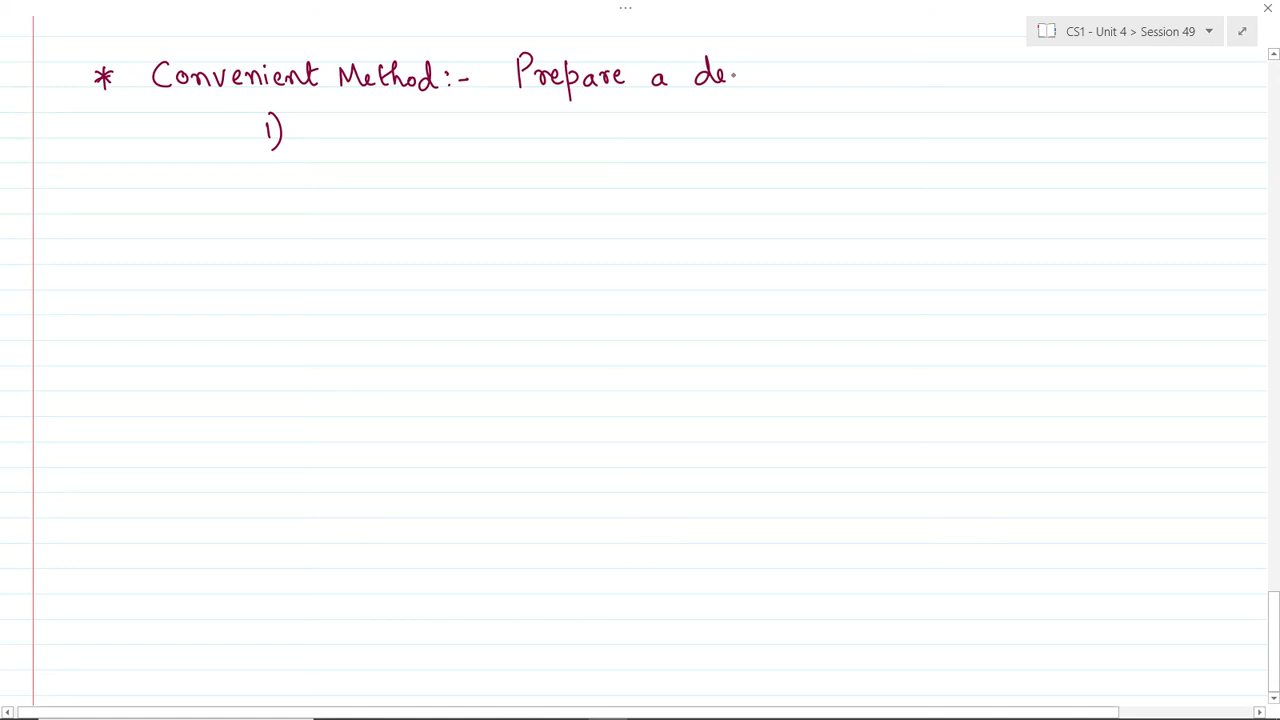 CS1 - Unit 4 > Session 49
* Convenient Method:- Prepare a de
1)